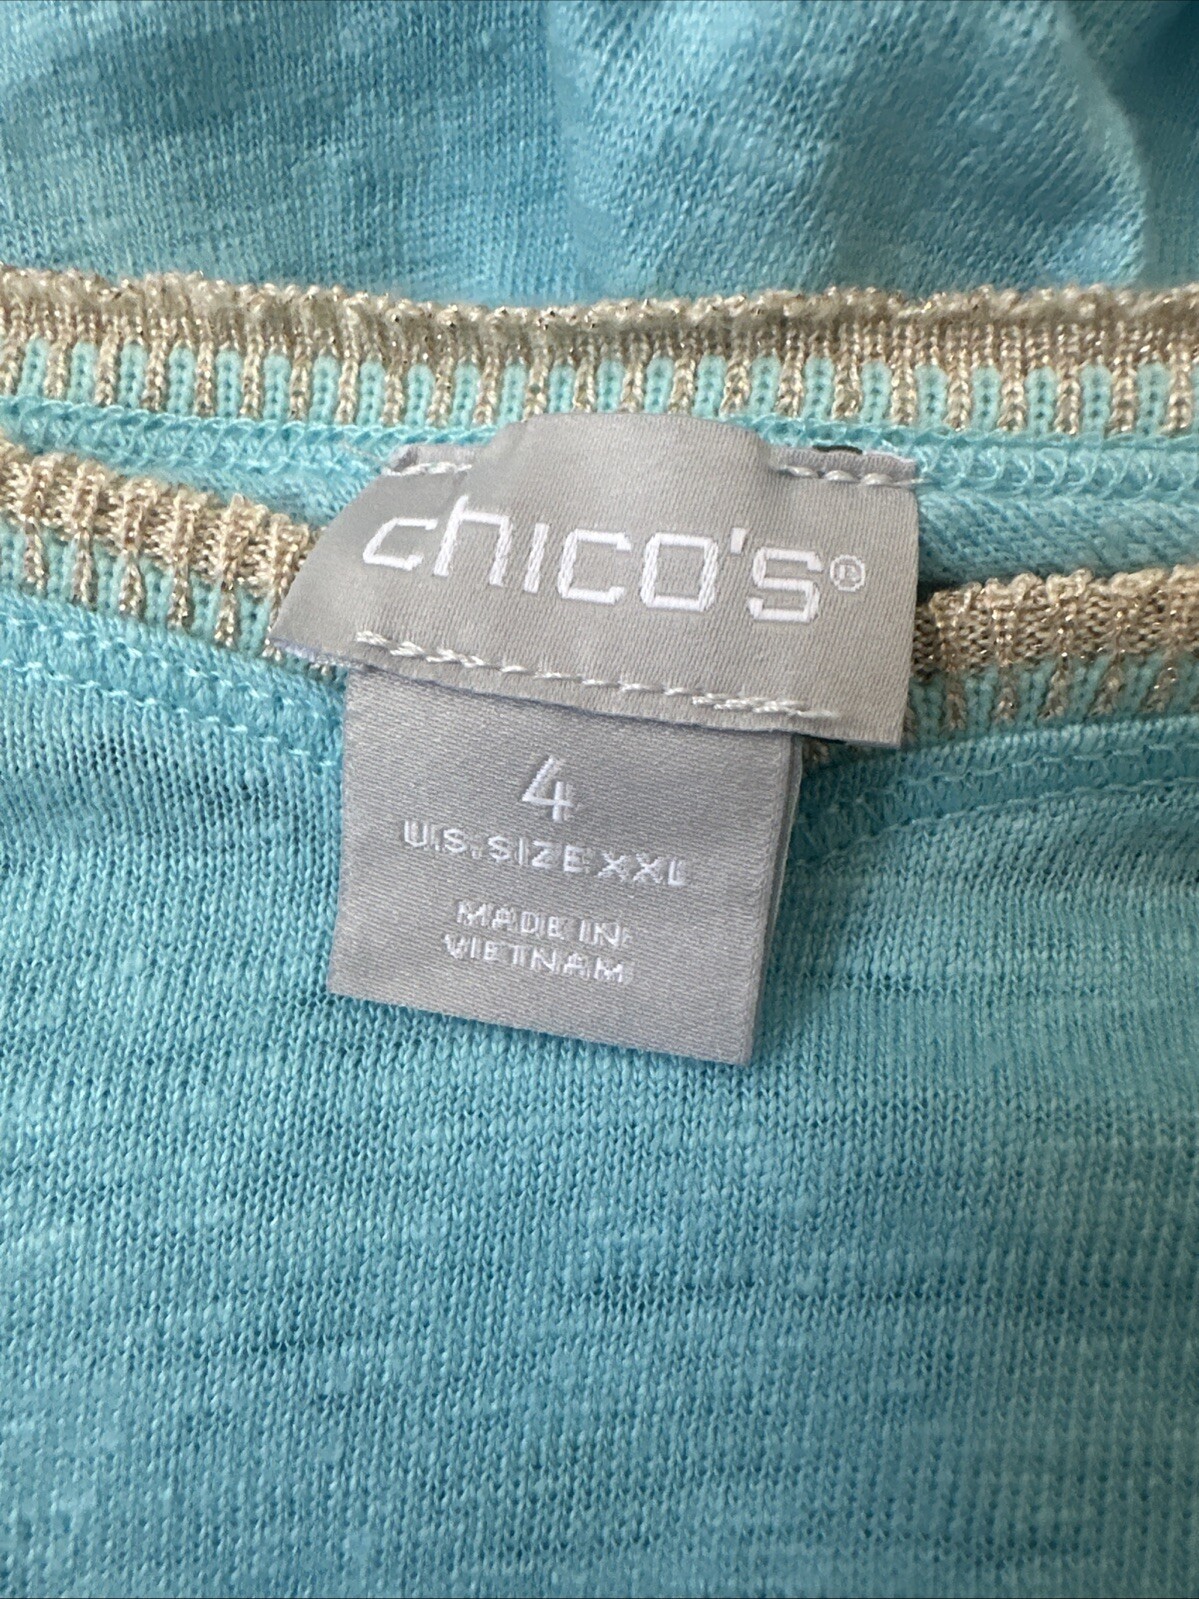 chico's®
4
U.S. SIZE XXL
MADE IN
VIETNAM